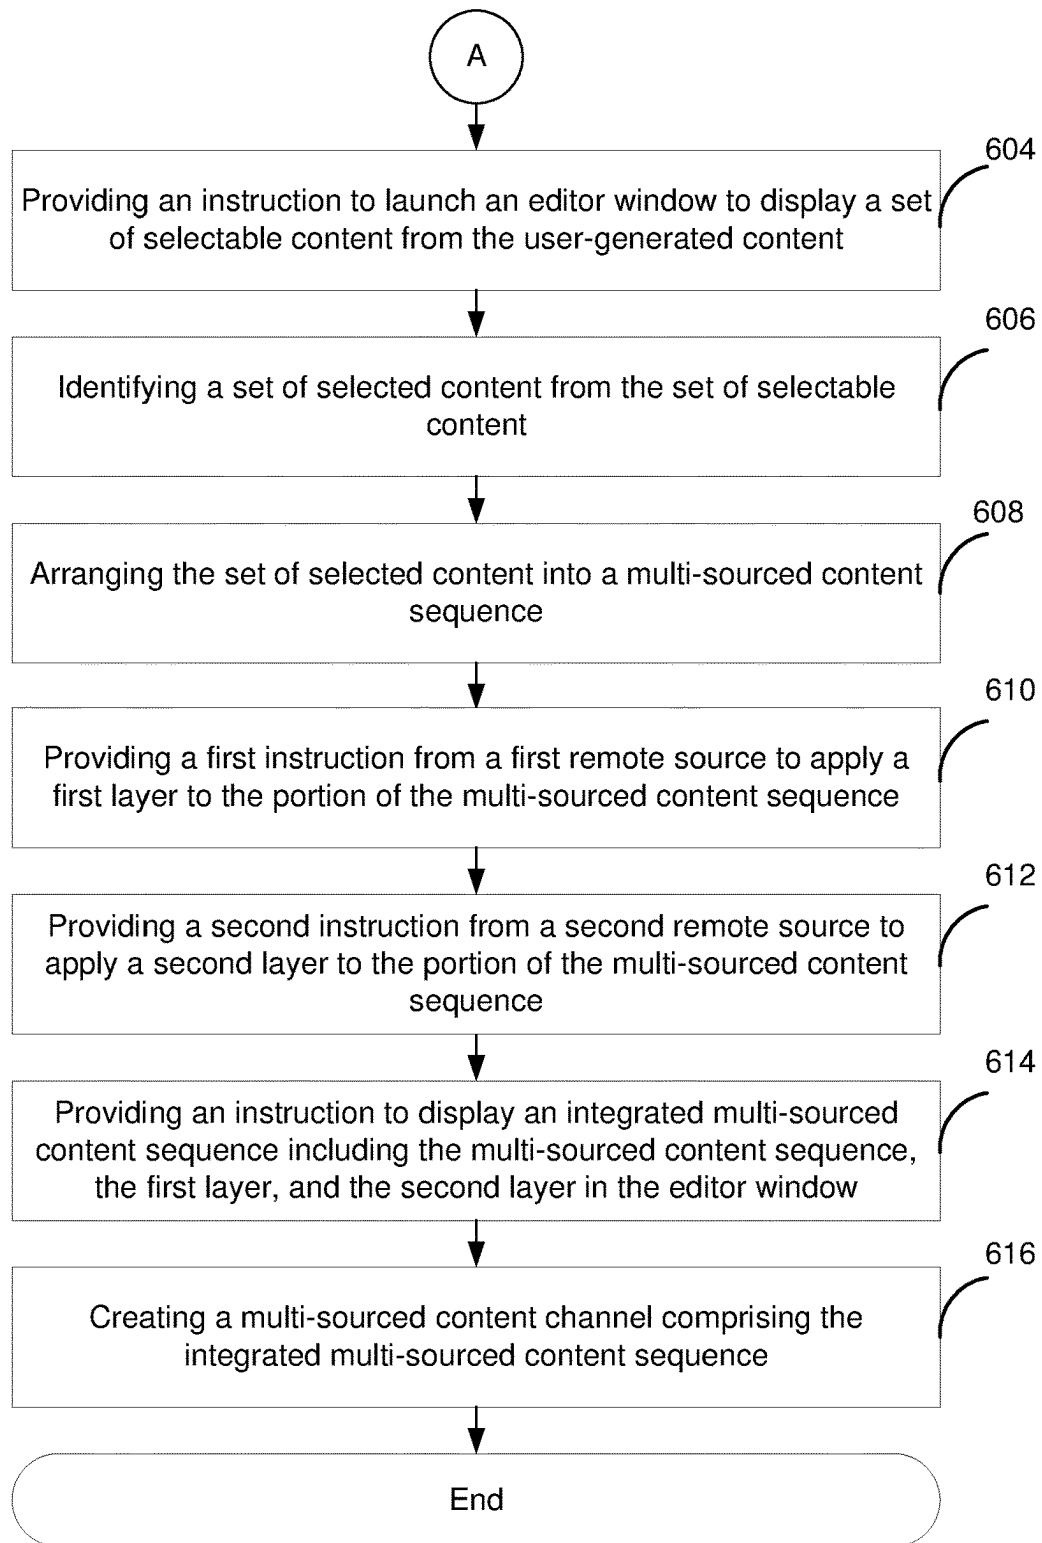 A
604
Providing an instruction to launch an editor window to display a set
of selectable content from the user-generated content
606
Identifying a set of selected content from the set of selectable
content
608
Arranging the set of selected content into a multi-sourced content
sequence
610
Providing a first instruction from a first remote source to apply a
first layer to the portion of the multi-sourced content sequence
612
Providing a second instruction from a second remote source to
apply a second layer to the portion of the multi-sourced content
sequence
614
Providing an instruction to display an integrated multi-sourced
content sequence including the multi-sourced content sequence,
the first layer, and the second layer in the editor window
616
Creating a multi-sourced content channel comprising the
integrated multi-sourced content sequence
End